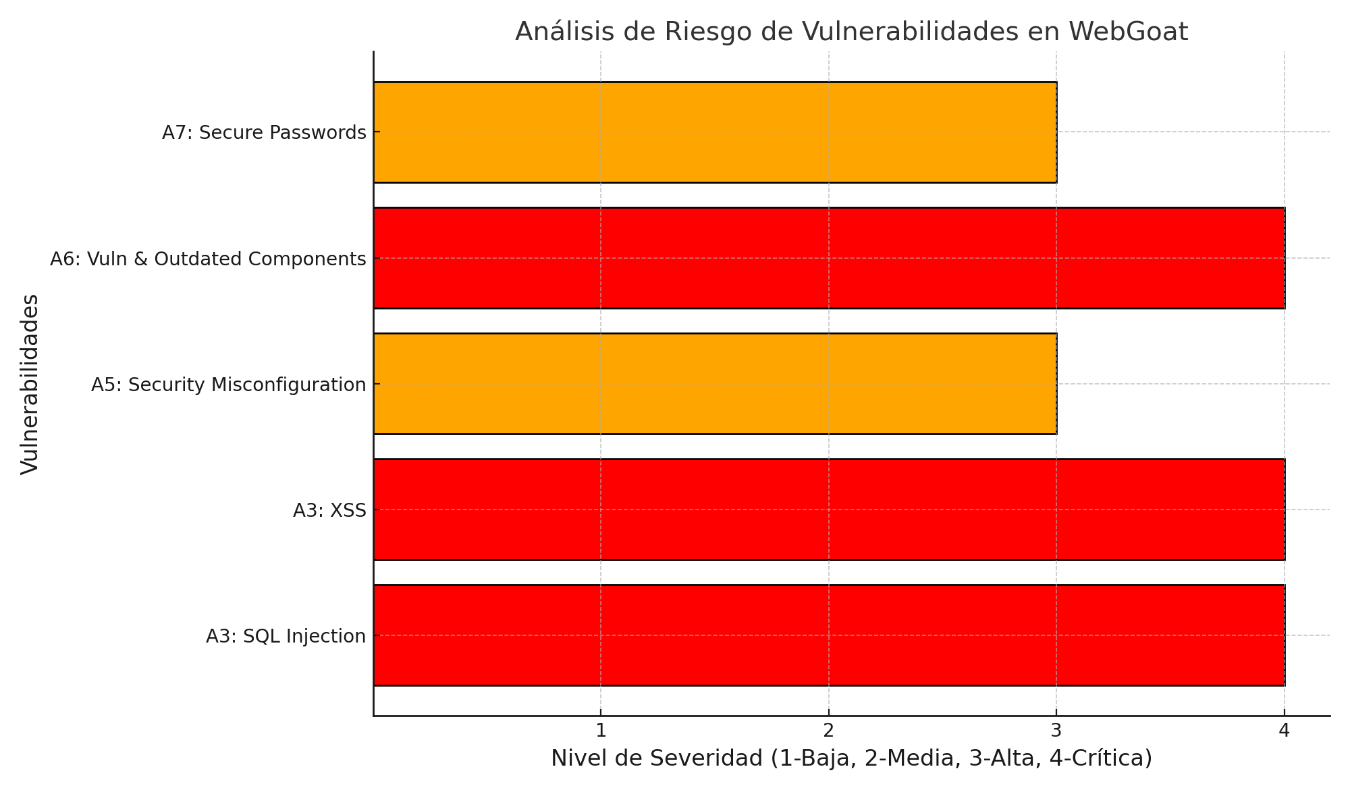 Análisis de Riesgo de Vulnerabilidades en WebGoat
A7: Secure Passwords
A6: Vuln & Outdated Components
A5: Security Misconfiguration
A3: XSS
A3: SQL Injection
Vulnerabilidades
1 2 3 4
Nivel de Severidad (1-Baja, 2-Media, 3-Alta, 4-Crítica)